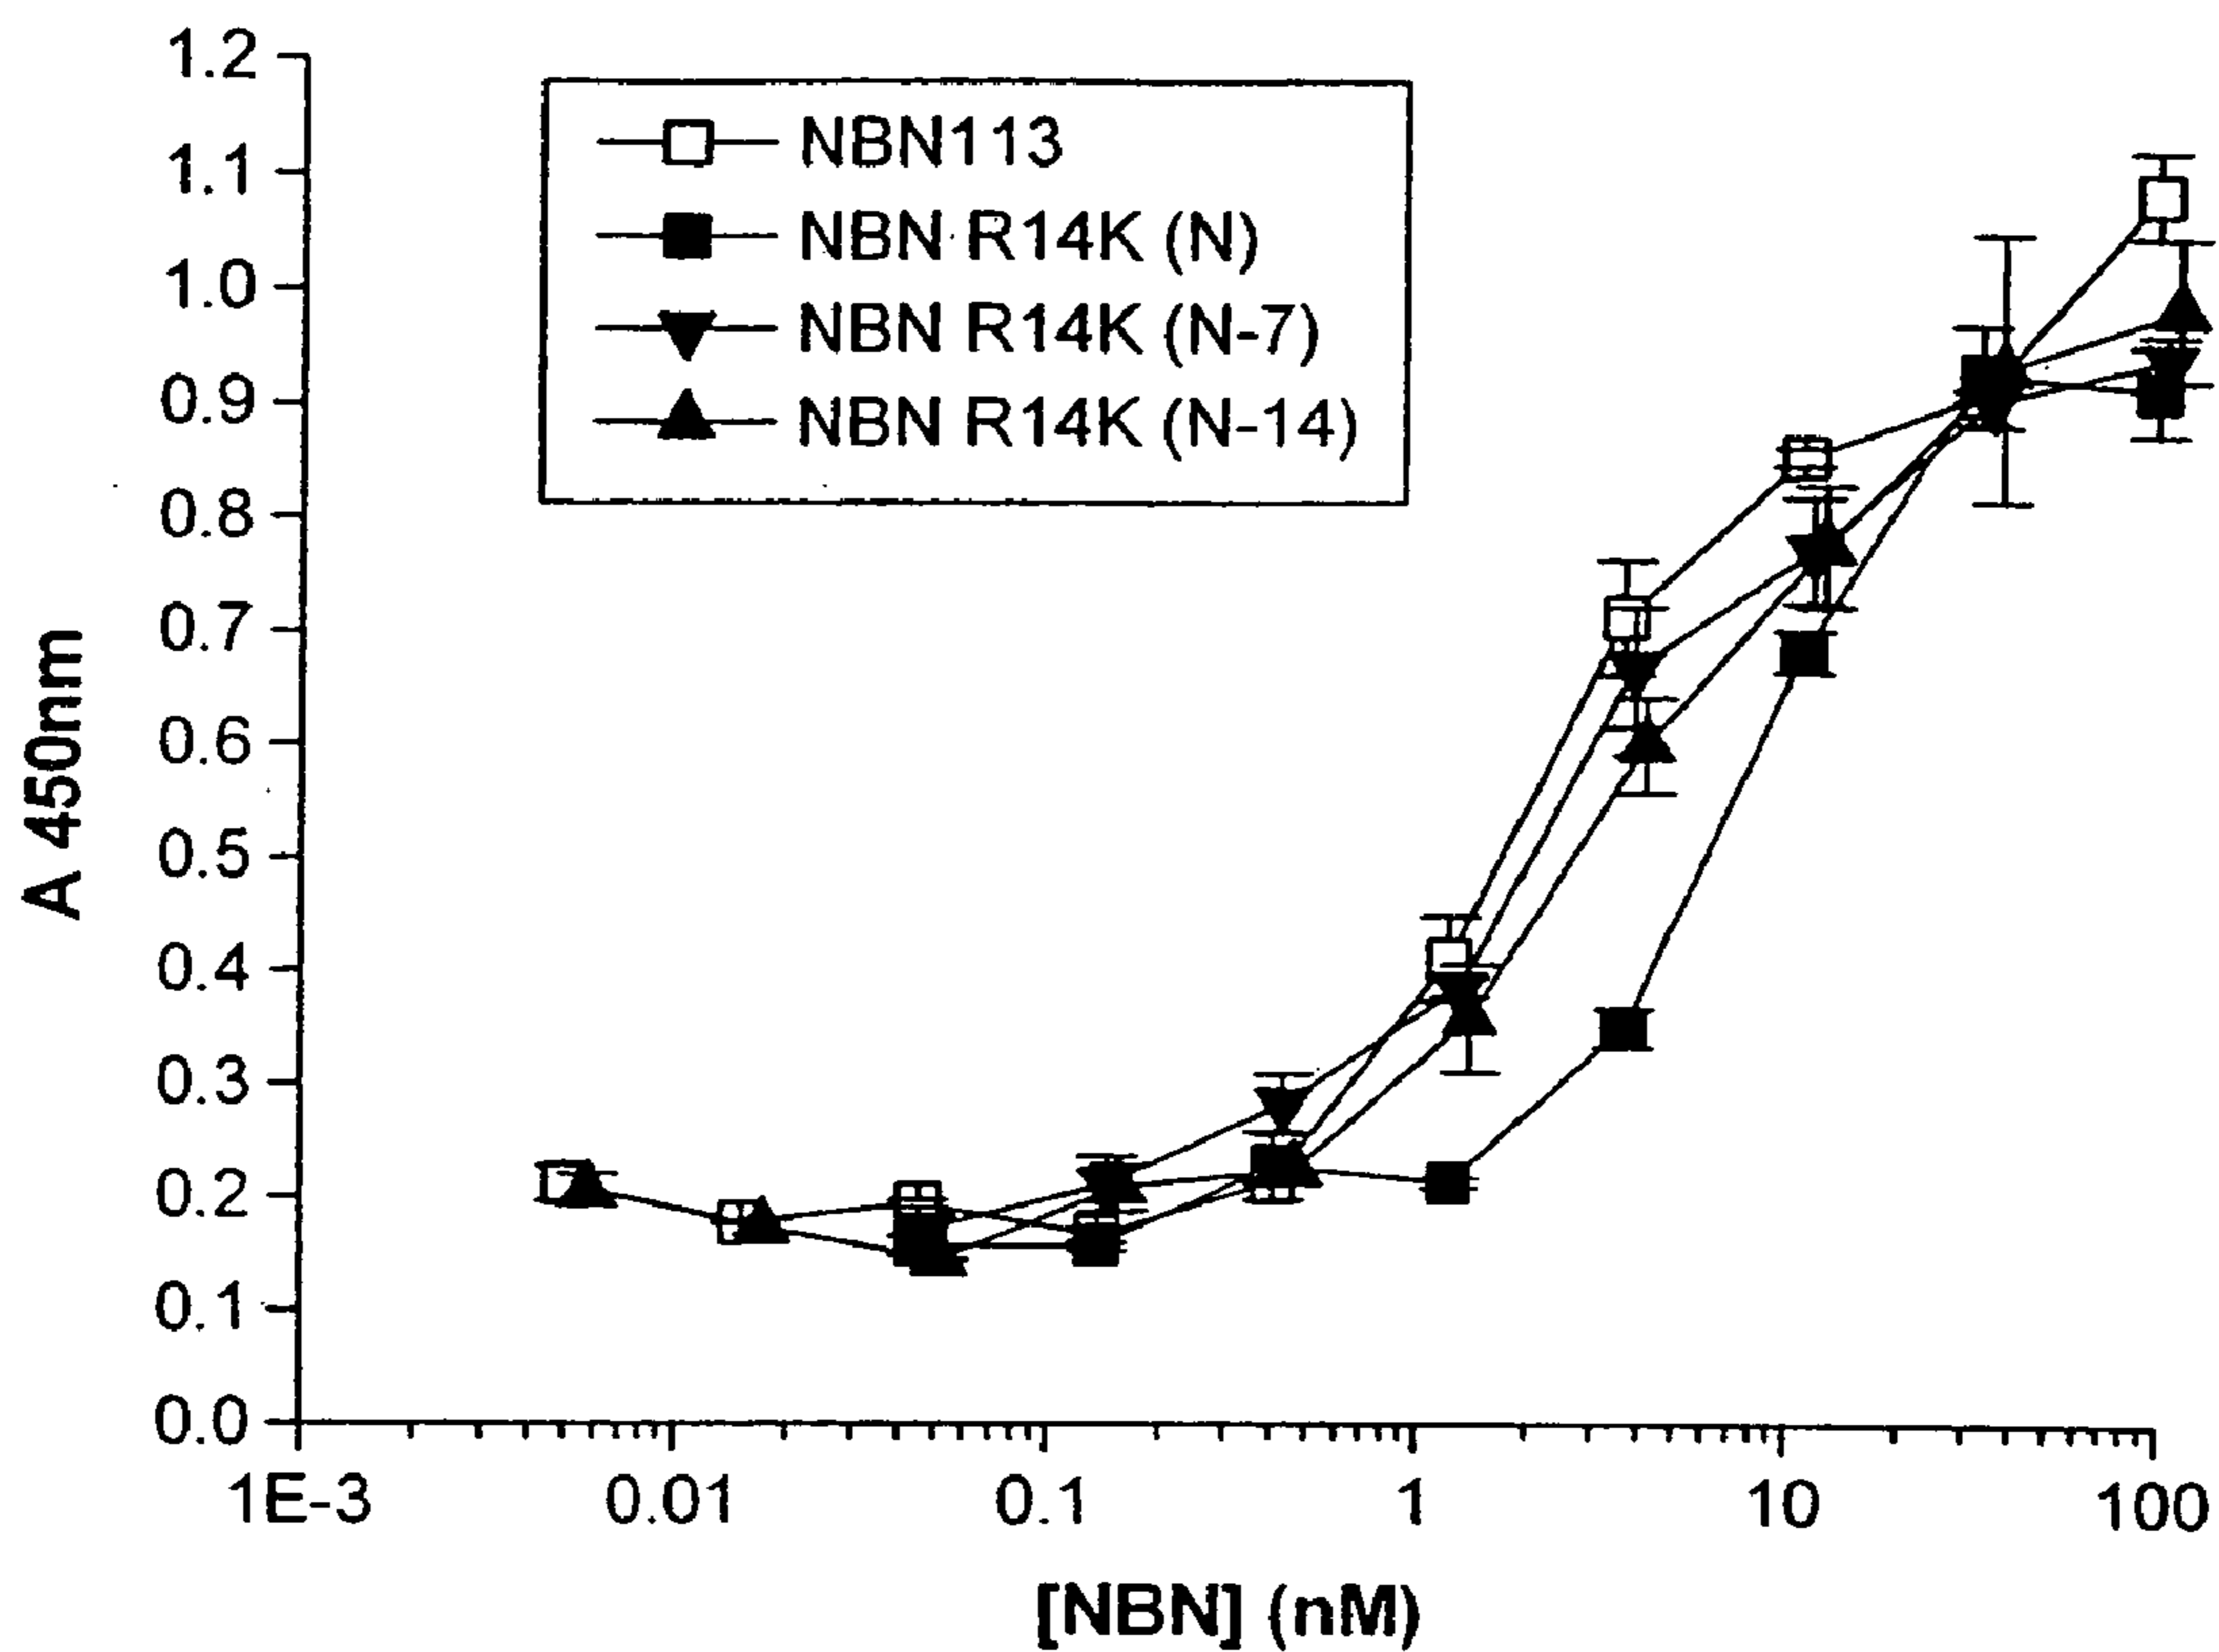 1.2
1.1
1.0
0.9
0.8
0.7
0.6
0.5
0.4
0.3
0.2
0.1
0.0
A 450nm
NBN113
NBN R14K (N)
NBN R14K (N-7)
NBN R14K (N-14)
1E-3 0.01 0.1 1 10 100
[NBN] (nM)